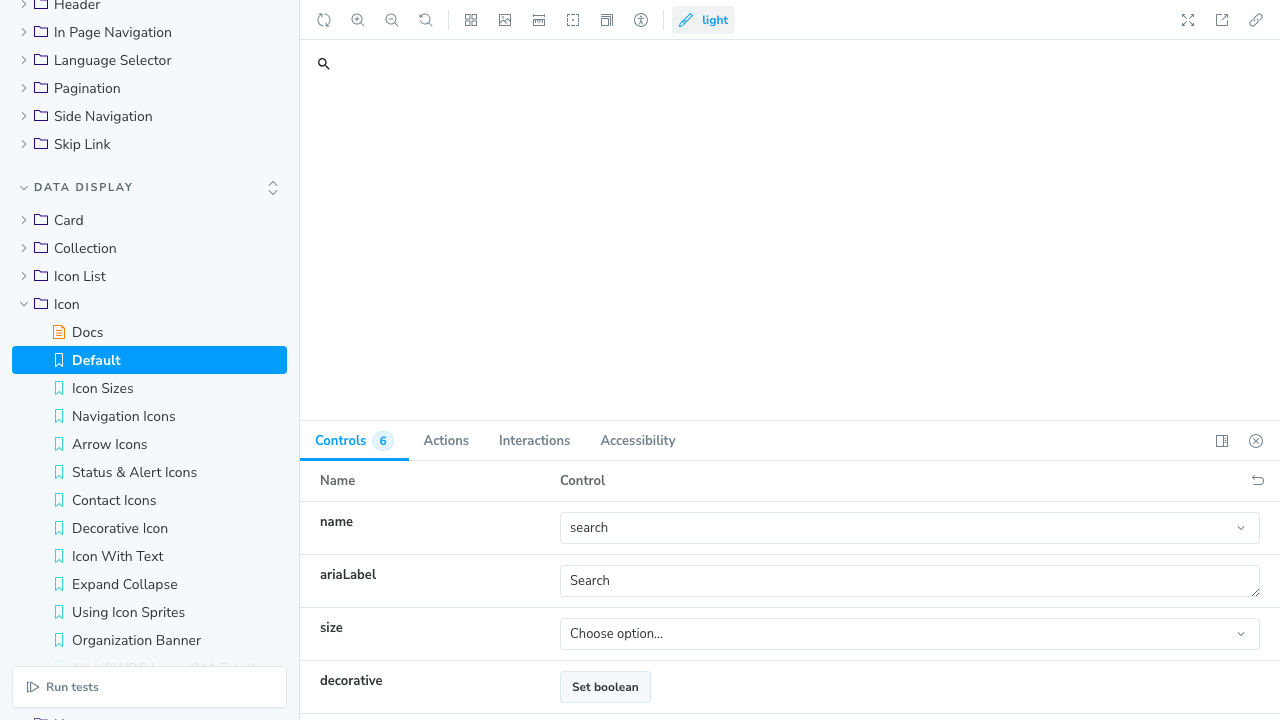 Header
In Page Navigation
Language Selector
Pagination
Side Navigation
Skip Link
DATA DISPLAY
Card
Collection
Icon List
Icon
Docs
Default
Icon Sizes
Navigation Icons
Arrow Icons
Status & Alert Icons
Contact Icons
Decorative Icon
Icon With Text
Expand Collapse
Using Icon Sprites
Organization Banner
Run tests
light
Controls 6
Actions
Interactions
Accessibility
Name
Control
name
search
ariaLabel
Search
size
Choose option...
decorative
Set boolean